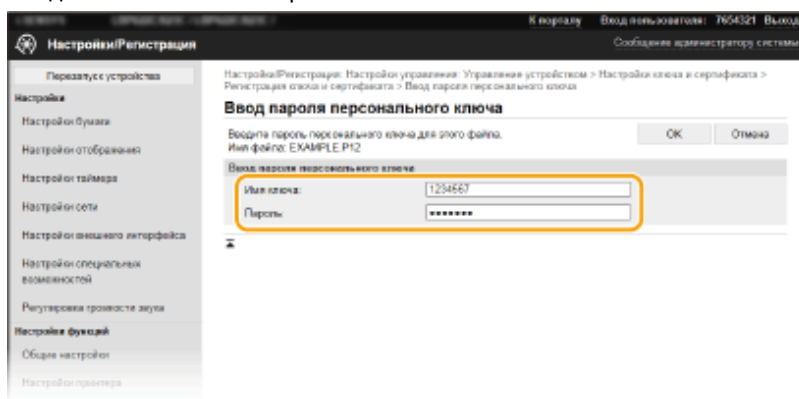 К порталу Вход пользователя: 7654321 Выход
Настройки/Регистрация
Сообщение администратору системы
Перезапуск устройства
Настройки
Настройки бумаги
Настройки отображения
Настройки таймера
Настройки сети
Настройки внешнего интерфейса
Настройки специальных
возможностей
Регулировка громкости звука
Настройки функций
Общие настройки
Настройки принтера
Настройки/Регистрация: Настройки управления: Управление устройством > Настройки ключа и сертификата >
Регистрация ключа и сертификата > Ввод пароля персонального ключа
Ввод пароля персонального ключа
Введите пароль персонального ключа для этого файла.
Имя файла: EXAMPLE.P12
OK Отмена
Ввод пароля персонального ключа
Имя ключа: 1234567
Пароль: •••••••